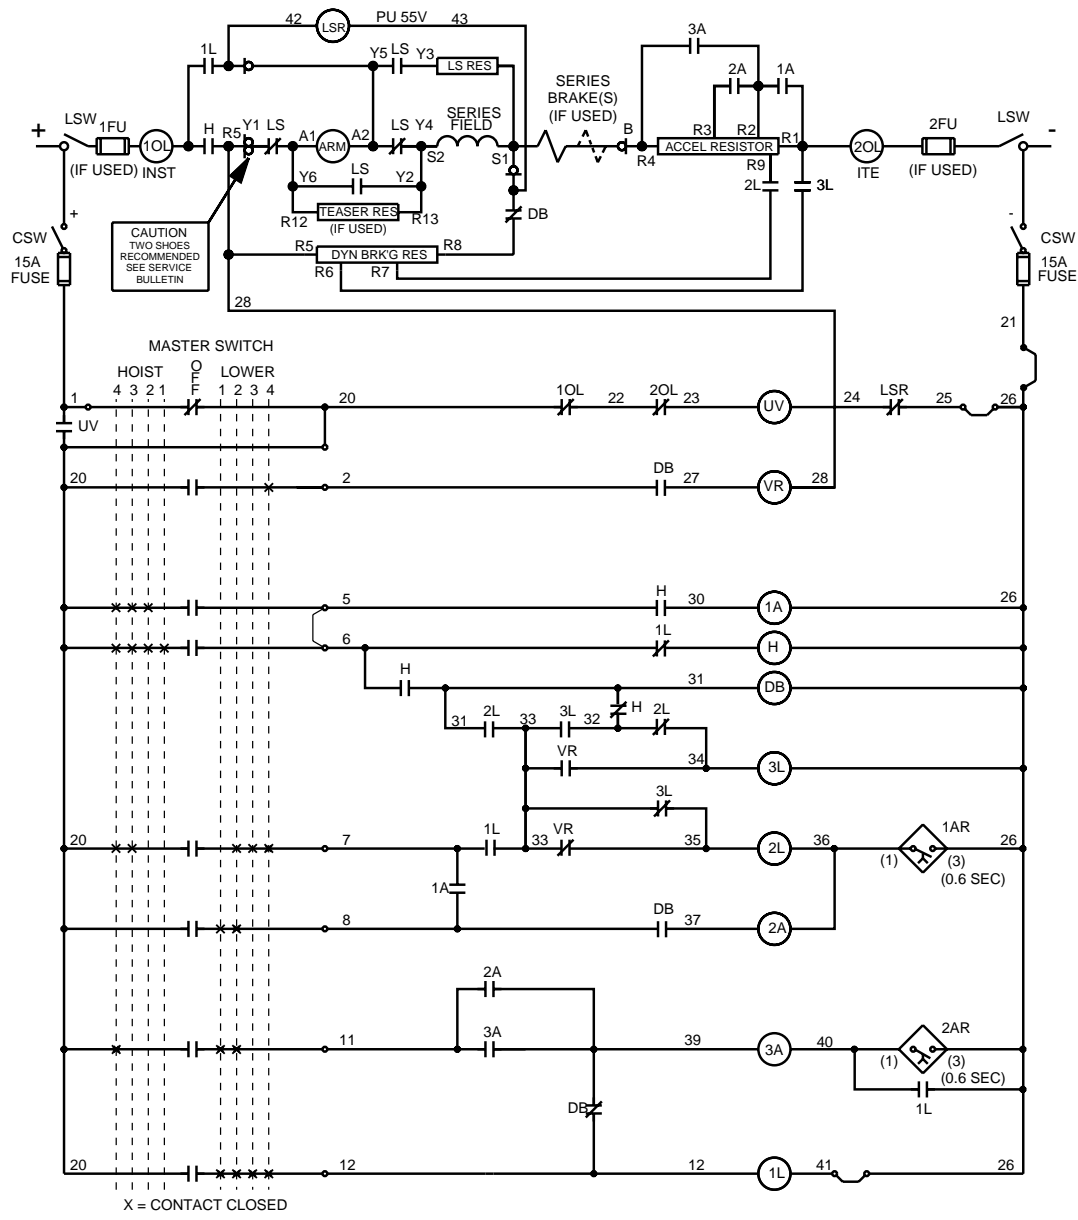 42 LSR PU 55V 43
3A
1L Y5 LS Y3 LS RES
SERIES
BRAKE(S)
(IF USED)
2A 1A
+ LSW 1FU
(IF USED)
1OL
INST
H R5 Y1 LS A1 ARM A2 LS Y4
S2
SERIES
FIELD
S1
B
R4
R3 R2 R1
ACCEL RESISTOR
R9
2OL
ITE
2FU
(IF USED)
LSW -
Y6 LS Y2
2L 3L
R12 TEASER RES R13
(IF USED)
DB
+
CSW
15A
FUSE
CAUTION
TWO SHOES
RECOMMENDED
SEE SERVICE
BULLETIN
R5 DYN BRK'G RES R8
R6 R7
-
CSW
15A
FUSE
28
21
MASTER SWITCH
HOIST OFF LOWER
4 3 2 1 1 2 3 4
1 20 1OL 22 2OL 23 UV 24 LSR 25 26
UV
20 2 DB 27 VR 28
5 H 30 1A 26
6 1L H
H 31 DB
H
31 2L 33 3L 32 2L
VR 34 3L
3L
20 7 1L 33 VR 35 2L 36 1AR 26
(1) (3)
(0.6 SEC)
1A
8 DB 37 2A
2A
11 3A 39 3A 40 2AR
(1) (3)
(0.6 SEC)
1L
DB
20 12 12 1L 41 26
X = CONTACT CLOSED